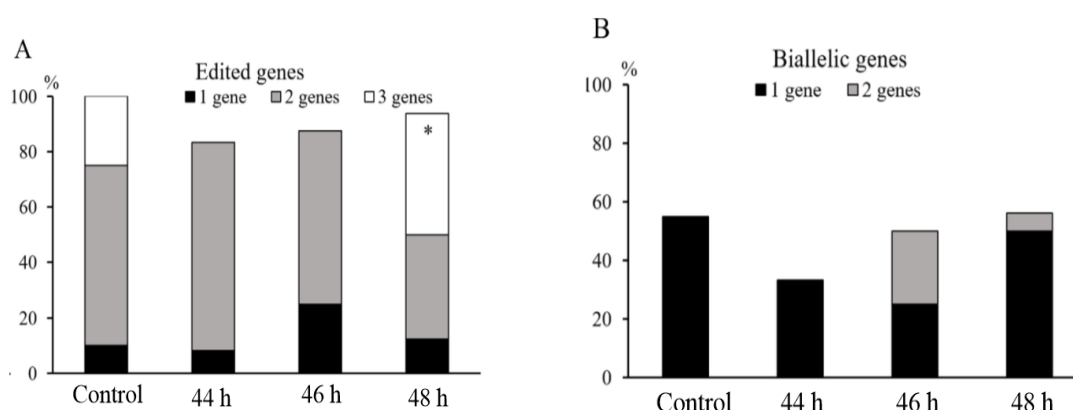 A
Edited genes
%
1 gene 2 genes 3 genes
100
80
60
40
20
0
*
Control 44 h 46 h 48 h
B
Biallelic genes
%
1 gene 2 genes
100
80
60
40
20
0
Control 44 h 46 h 48 h